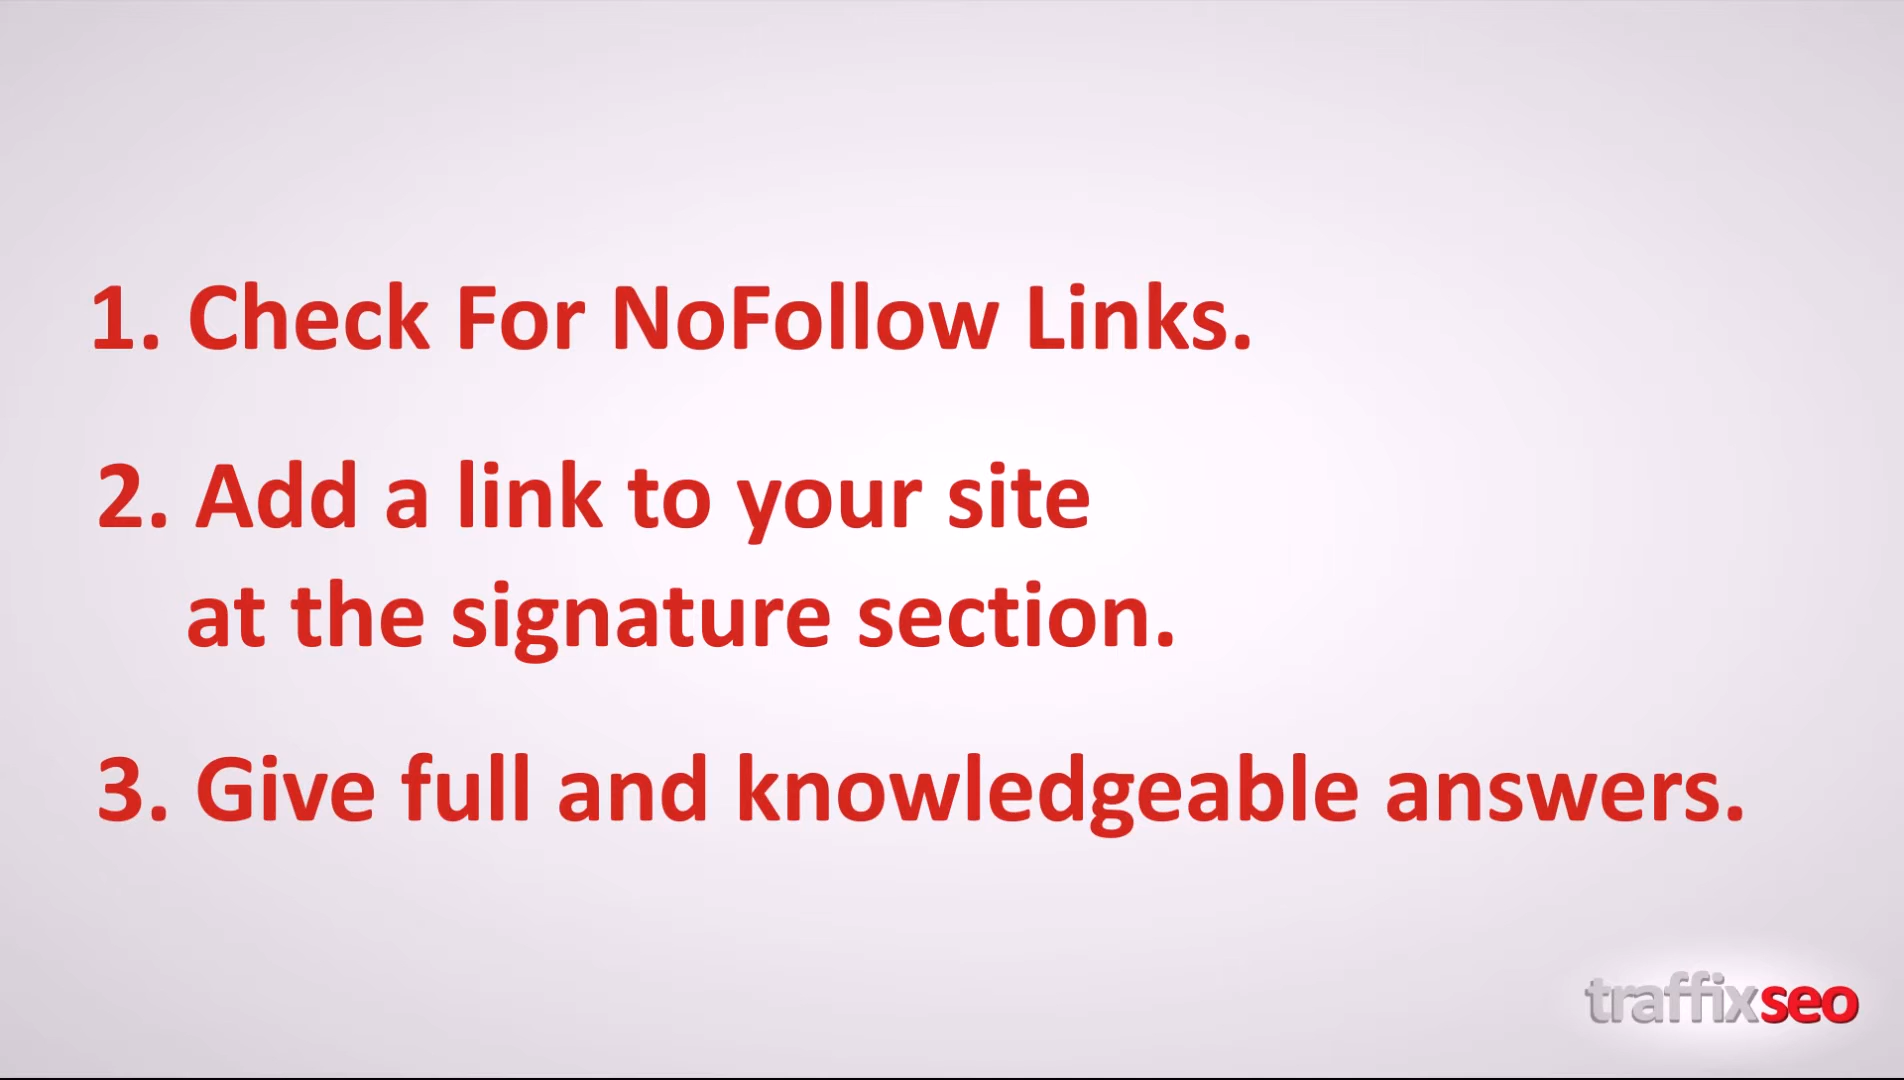 1. Check For NoFollow Links.
2. Add a link to your site
at the signature section.
3. Give full and knowledgeable answers.
traffixseo